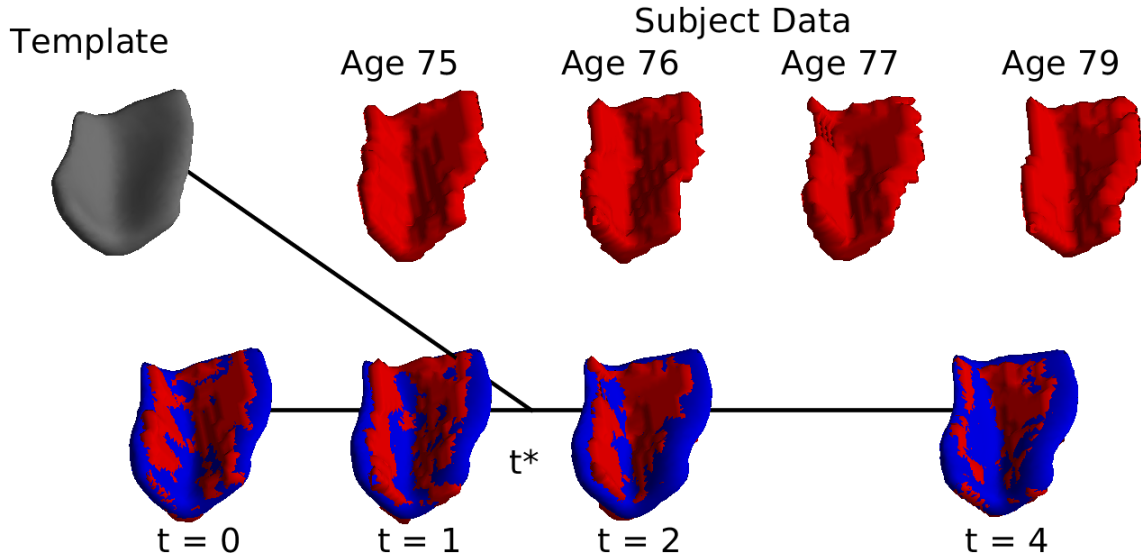 Template
Subject Data
Age 75
Age 76
Age 77
Age 79
t*
t = 0
t = 1
t = 2
t = 4